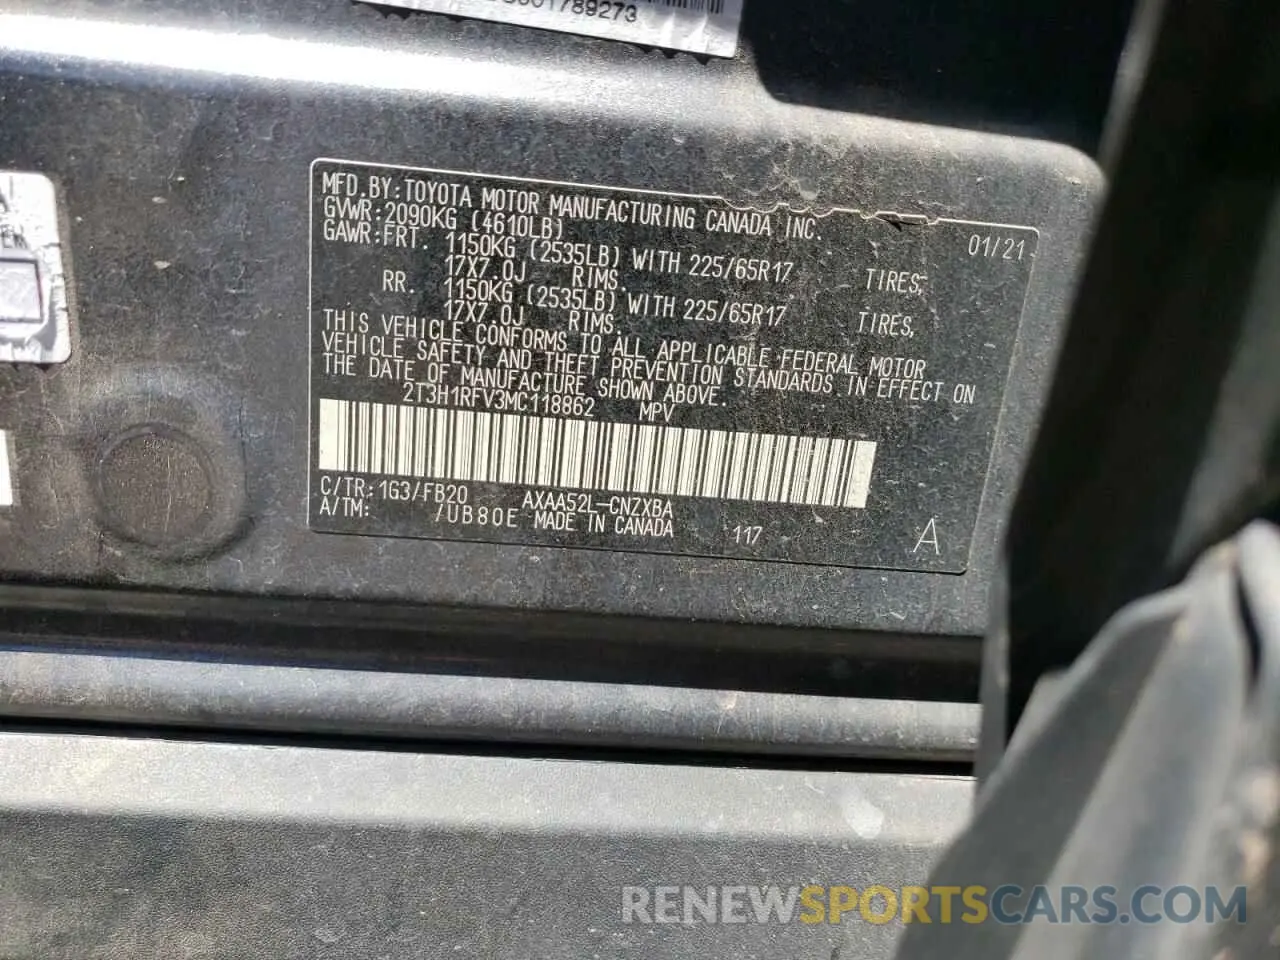 789273
MFD.BY:TOYOTA MOTOR MANUFACTURING CANADA INC. 01/21
GVWR:2090KG (4610LB)
GAWR:FRT. 1150KG (2535LB) WITH 225/65R17 TIRES,
17X7.0J RIMS.
RR. 1150KG (2535LB) WITH 225/65R17 TIRES,
17X7.0J RIMS.
THIS VEHICLE CONFORMS TO ALL APPLICABLE FEDERAL MOTOR
VEHICLE SAFETY AND THEFT PREVENTION STANDARDS IN EFFECT ON
THE DATE OF MANUFACTURE SHOWN ABOVE.
2T3H1RFV3MC118862 MPV
C/TR:1G3/FB20 AXAA52L-CNZXBA
A/TM: /UB80E MADE IN CANADA 117 A
RENEWSPORTSCARS.COM